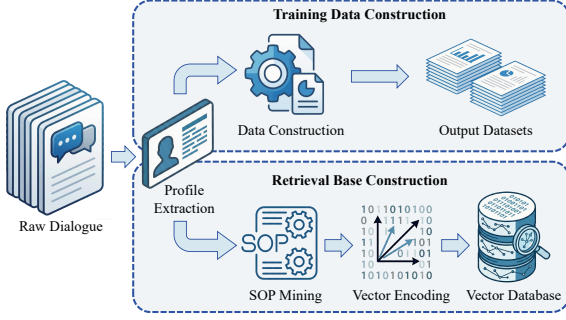 Training Data Construction
Data Construction
Output Datasets
Raw Dialogue
Profile
Extraction
Retrieval Base Construction
SOP
SOP Mining
Vector Encoding
Vector Database